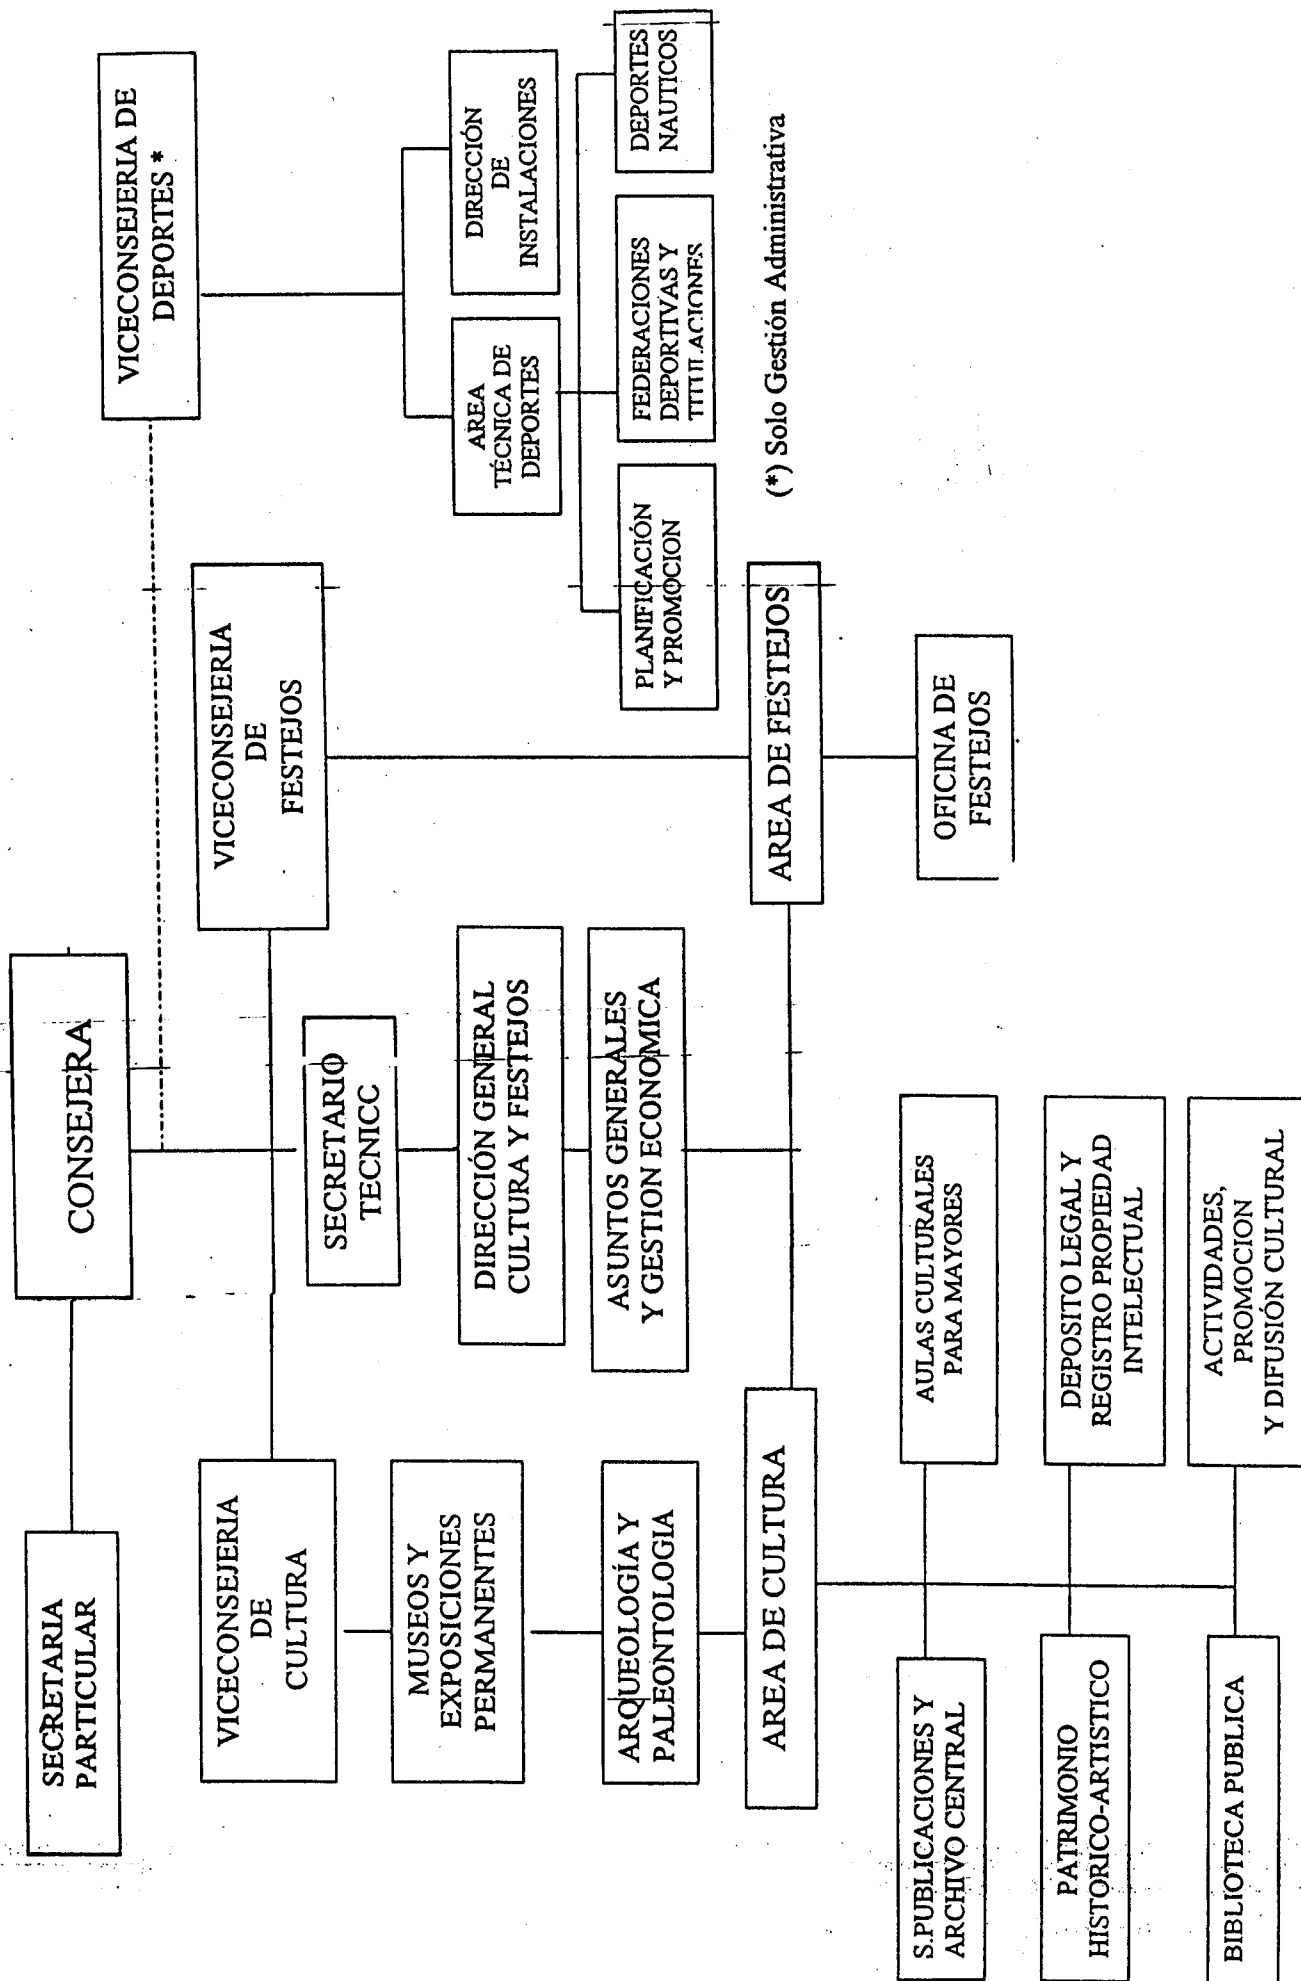 CONSEJERA
SECRETARIA
PARTICULAR
VICECONSEJERIA DE
DEPORTES *
VICECONSEJERIA
DE
CULTURA
VICECONSEJERIA
DE
FESTEJOS
SECRETARIO
TECNICC
MUSEOS Y
EXPOSICIONES
PERMANENTES
DIRECCIÓN GENERAL
CULTURA Y FESTEJOS
AREA
TÉCNICA DE
DEPORTES
DIRECCIÓN
DE
INSTALACIONES
ARQUEOLOGÍA Y
PALEONTOLOGIA
ASUNTOS GENERALES
Y GESTION ECONOMICA
PLANIFICACIÓN
Y PROMOCION
FEDERACIONES
DEPORTIVAS Y
TITULACIONES
DEPORTES
NAUTICOS
AREA DE CULTURA
AREA DE FESTEJOS
(*) Solo Gestión Administrativa
S.PUBLICACIONES Y
ARCHIVO CENTRAL
AULAS CULTURALES
PARA MAYORES
OFICINA DE
FESTEJOS
PATRIMONIO
HISTORICO-ARTISTICO
DEPOSITO LEGAL Y
REGISTRO PROPIEDAD
INTELECTUAL
BIBLIOTECA PUBLICA
ACTIVIDADES,
PROMOCION
Y DIFUSIÓN CULTURAL